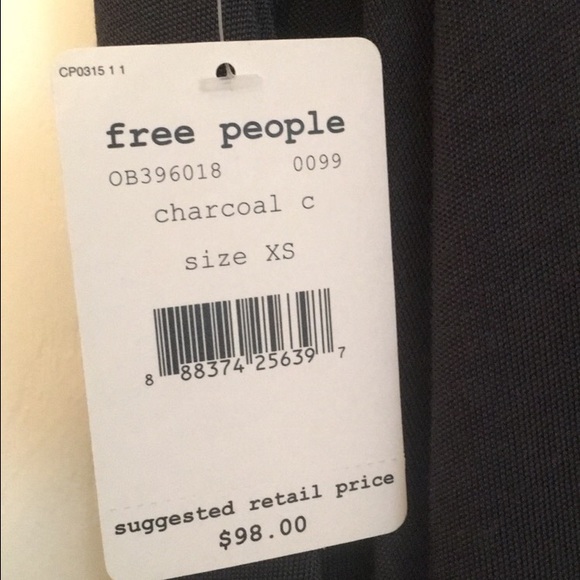 CP0315 1 1
free people
OB396018 0099
charcoal c
size XS
8 88374 25639 7
suggested retail price
$98.00